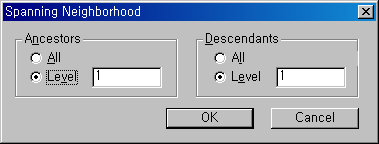 Spanning Neighborhood
Ancestors
All
Level 1
Descendants
All
Level 1
OK Cancel